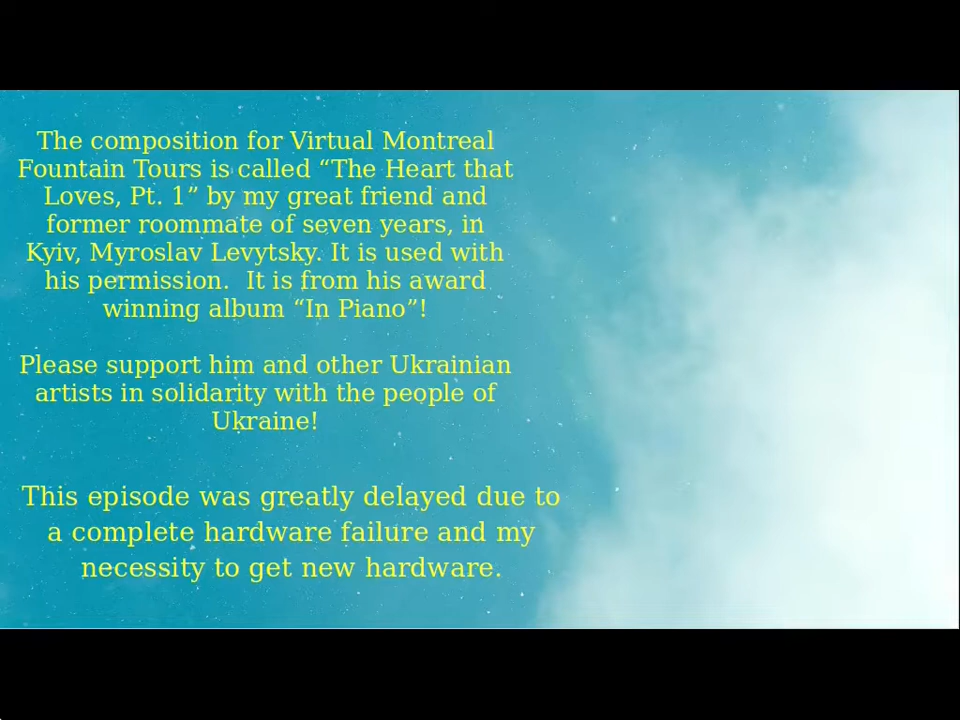 The composition for Virtual Montreal
Fountain Tours is called “The Heart that
Loves, Pt. 1” by my great friend and
former roommate of seven years, in
Kyiv, Myroslav Levytsky. It is used with
his permission.  It is from his award
winning album “In Piano”!
Please support him and other Ukrainian
artists in solidarity with the people of
Ukraine!
This episode was greatly delayed due to
a complete hardware failure and my
necessity to get new hardware.